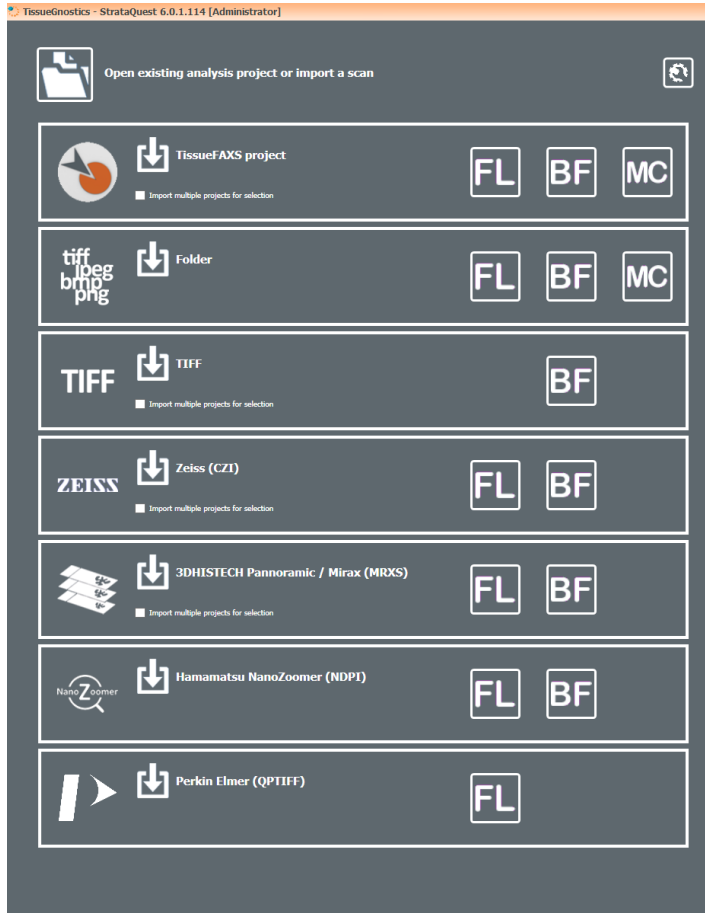 TissueGnostics - StrataQuest 6.0.1.114 [Administrator]
Open existing analysis project or import a scan
TissueFAXS project
Import multiple projects for selection
FL BF MC
tiff
jpeg
bmp
png
Folder
FL BF MC
TIFF
TIFF
Import multiple projects for selection
BF
ZEISS
Zeiss (CZI)
Import multiple projects for selection
FL BF
3DHISTECH Pannoramic / Mirax (MRXS)
Import multiple projects for selection
FL BF
NanoZoomer
Hamamatsu NanoZoomer (NDPI)
FL BF
Perkin Elmer (QPTIFF)
FL